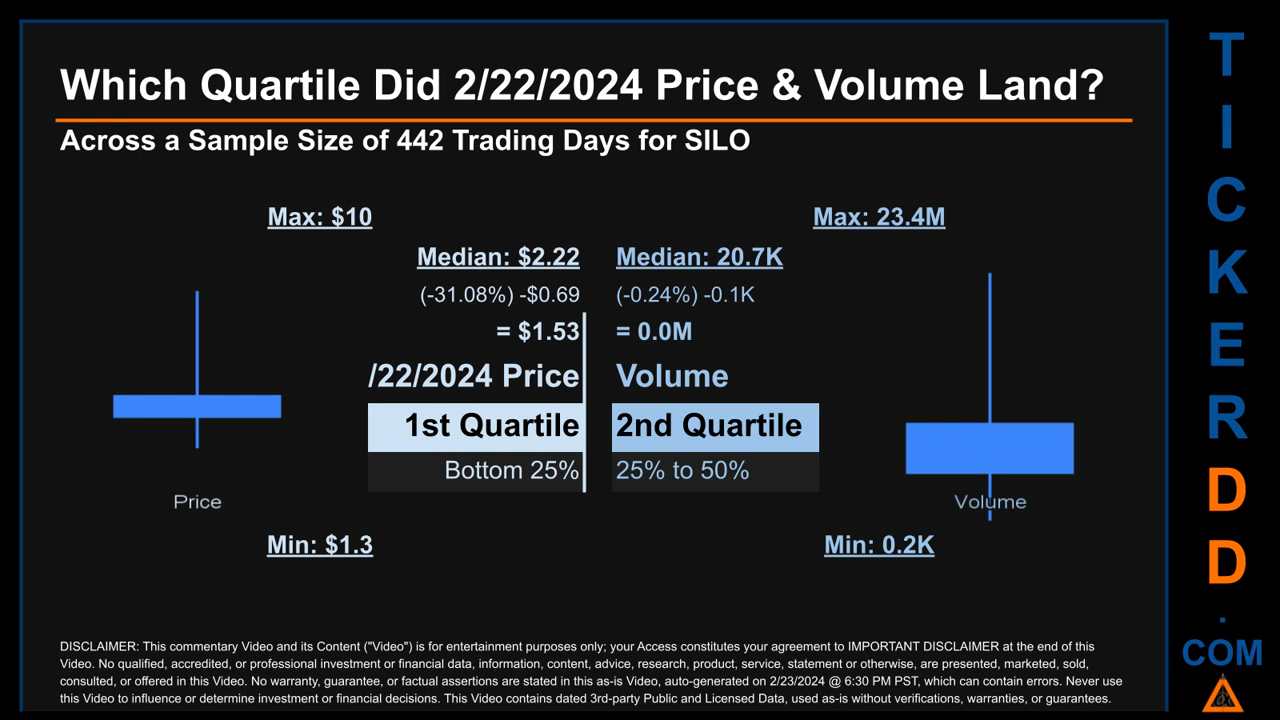 Which Quartile Did 2/22/2024 Price & Volume Land?
Across a Sample Size of 442 Trading Days for SILO
Max: $10
Max: 23.4M
Median: $2.22
Median: 20.7K
(-31.08%) -$0.69
(-0.24%) -0.1K
= $1.53
= 0.0M
/22/2024 Price
Volume
1st Quartile
2nd Quartile
Bottom 25%
25% to 50%
Price
Volume
Min: $1.3
Min: 0.2K
DISCLAIMER: This commentary Video and its Content ("Video") is for entertainment purposes only; your Access constitutes your agreement to IMPORTANT DISCLAIMER at the end of this
Video. No qualified, accredited, or professional investment or financial data, information, content, advice, research, product, service, statement or otherwise, are presented, marketed, sold,
consulted, or offered in this Video. No warranty, guarantee, or factual assertions are stated in this as-is Video, auto-generated on 2/23/2024 @ 6:30 PM PST, which can contain errors. Never use
this Video to influence or determine investment or financial decisions. This Video contains dated 3rd-party Public and Licensed Data, used as-is without verifications, warranties, or guarantees.
T
I
C
K
E
R
D
D
.
COM